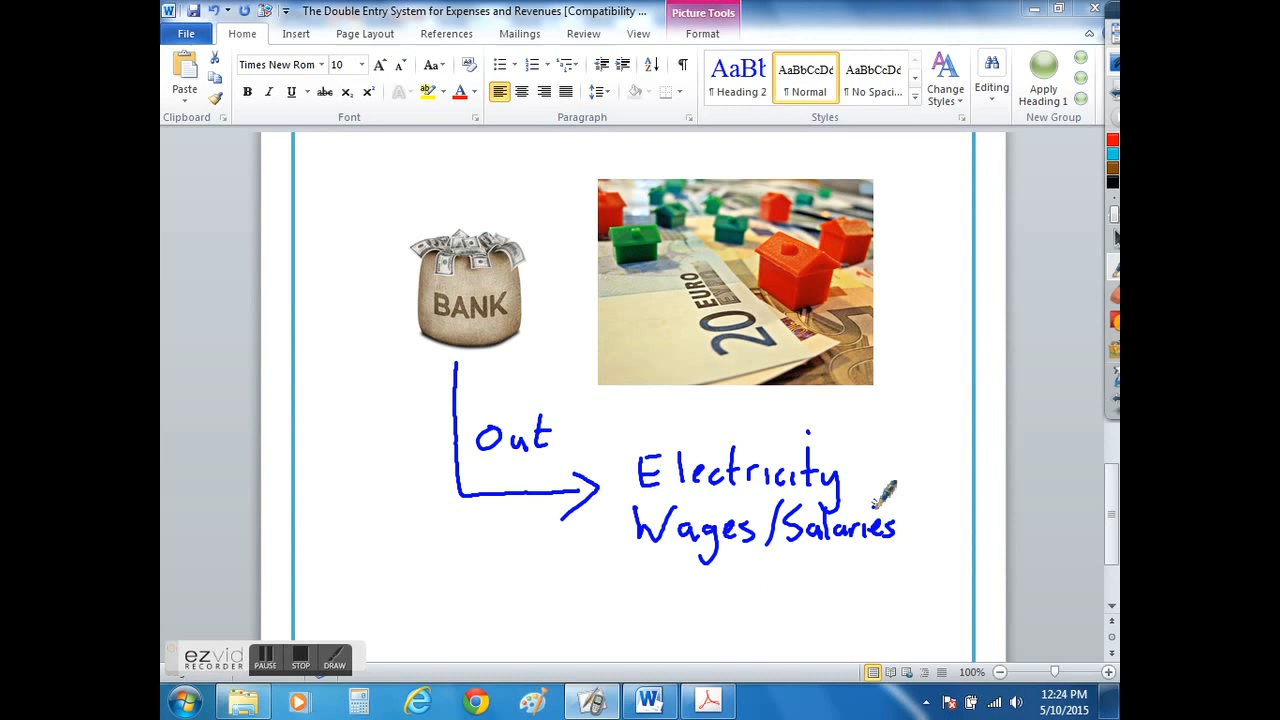 The Double Entry System for Expenses and Revenues [Compatibility ...
Picture Tools
File Home Insert Page Layout References Mailings Review View Format
Paste
Times New Rom 10
AaBb AaBbCcDd AaBbCcDd
¶ Heading 2 ¶ Normal ¶ No Spaci...
Change Styles
Editing
Apply Heading 1
Clipboard Font Paragraph Styles New Group
BANK
20 EURO
Out
Electricity
Wages/Salaries
ezvid
RECORDER
PAUSE STOP DRAW
100%
12:24 PM
5/10/2015